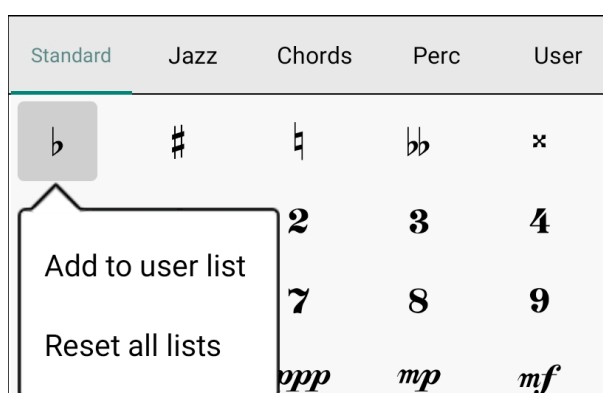 Standard Jazz Chords Perc User
♭ ♯ ♮ 𝄫 𝄪
2 3 4
Add to user list
7 8 9
Reset all lists
ppp mp mf